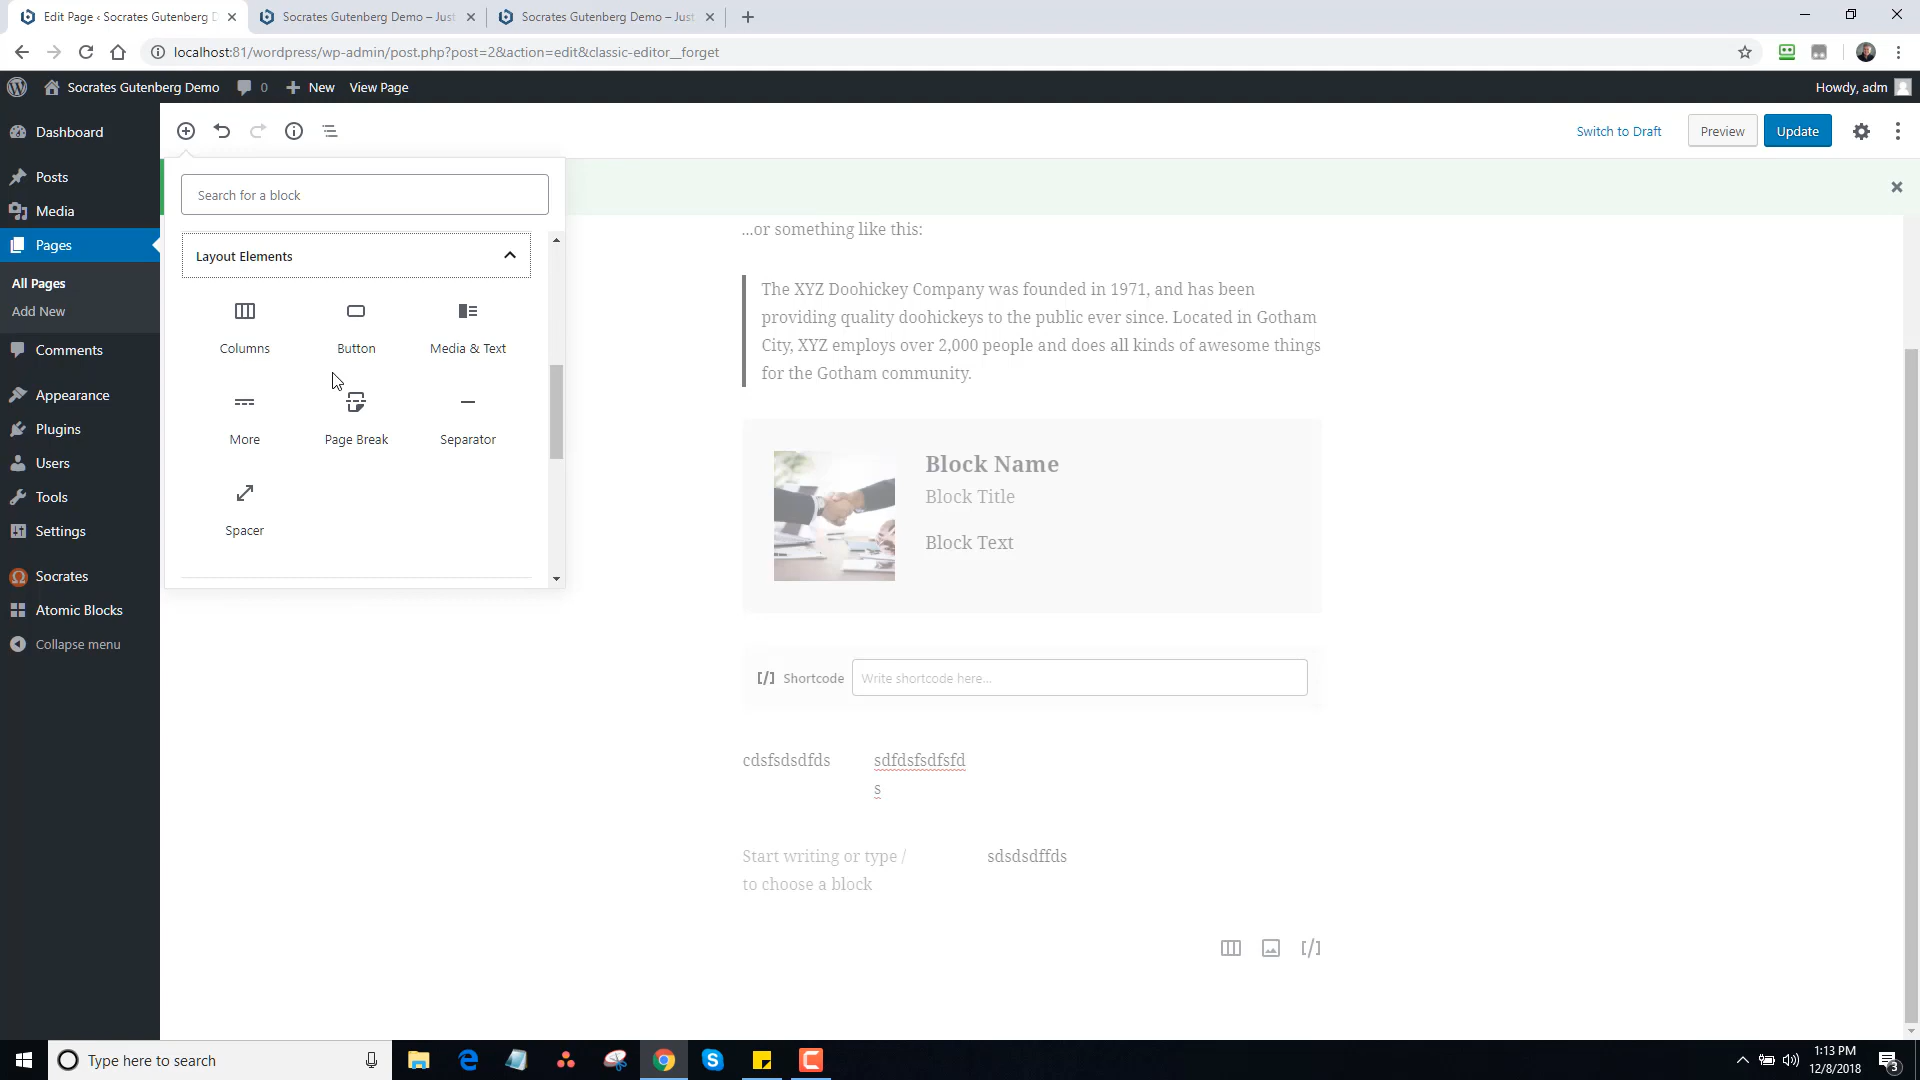 Edit Page ‹ Socrates Gutenberg D
Socrates Gutenberg Demo – Just
Socrates Gutenberg Demo – Just
localhost:81/wordpress/wp-admin/post.php?post=2&action=edit&classic-editor__forget
Socrates Gutenberg Demo
0
New
View Page
Howdy, adm
Dashboard
Switch to Draft
Preview
Update
Posts
Media
Pages
All Pages
Add New
Comments
Appearance
Plugins
Users
Tools
Settings
Socrates
Atomic Blocks
Collapse menu
Search for a block
Layout Elements
Columns
Button
Media & Text
More
Page Break
Separator
Spacer
...or something like this:
The XYZ Doohickey Company was founded in 1971, and has been
providing quality doohickeys to the public ever since. Located in Gotham
City, XYZ employs over 2,000 people and does all kinds of awesome things
for the Gotham community.
Block Name
Block Title
Block Text
[/] Shortcode
Write shortcode here...
cdsfsdsdfds
sdfdsfsdfsfd
s
Start writing or type /
to choose a block
sdsdsdffds
[/]
Type here to search
1:13 PM
12/8/2018
3